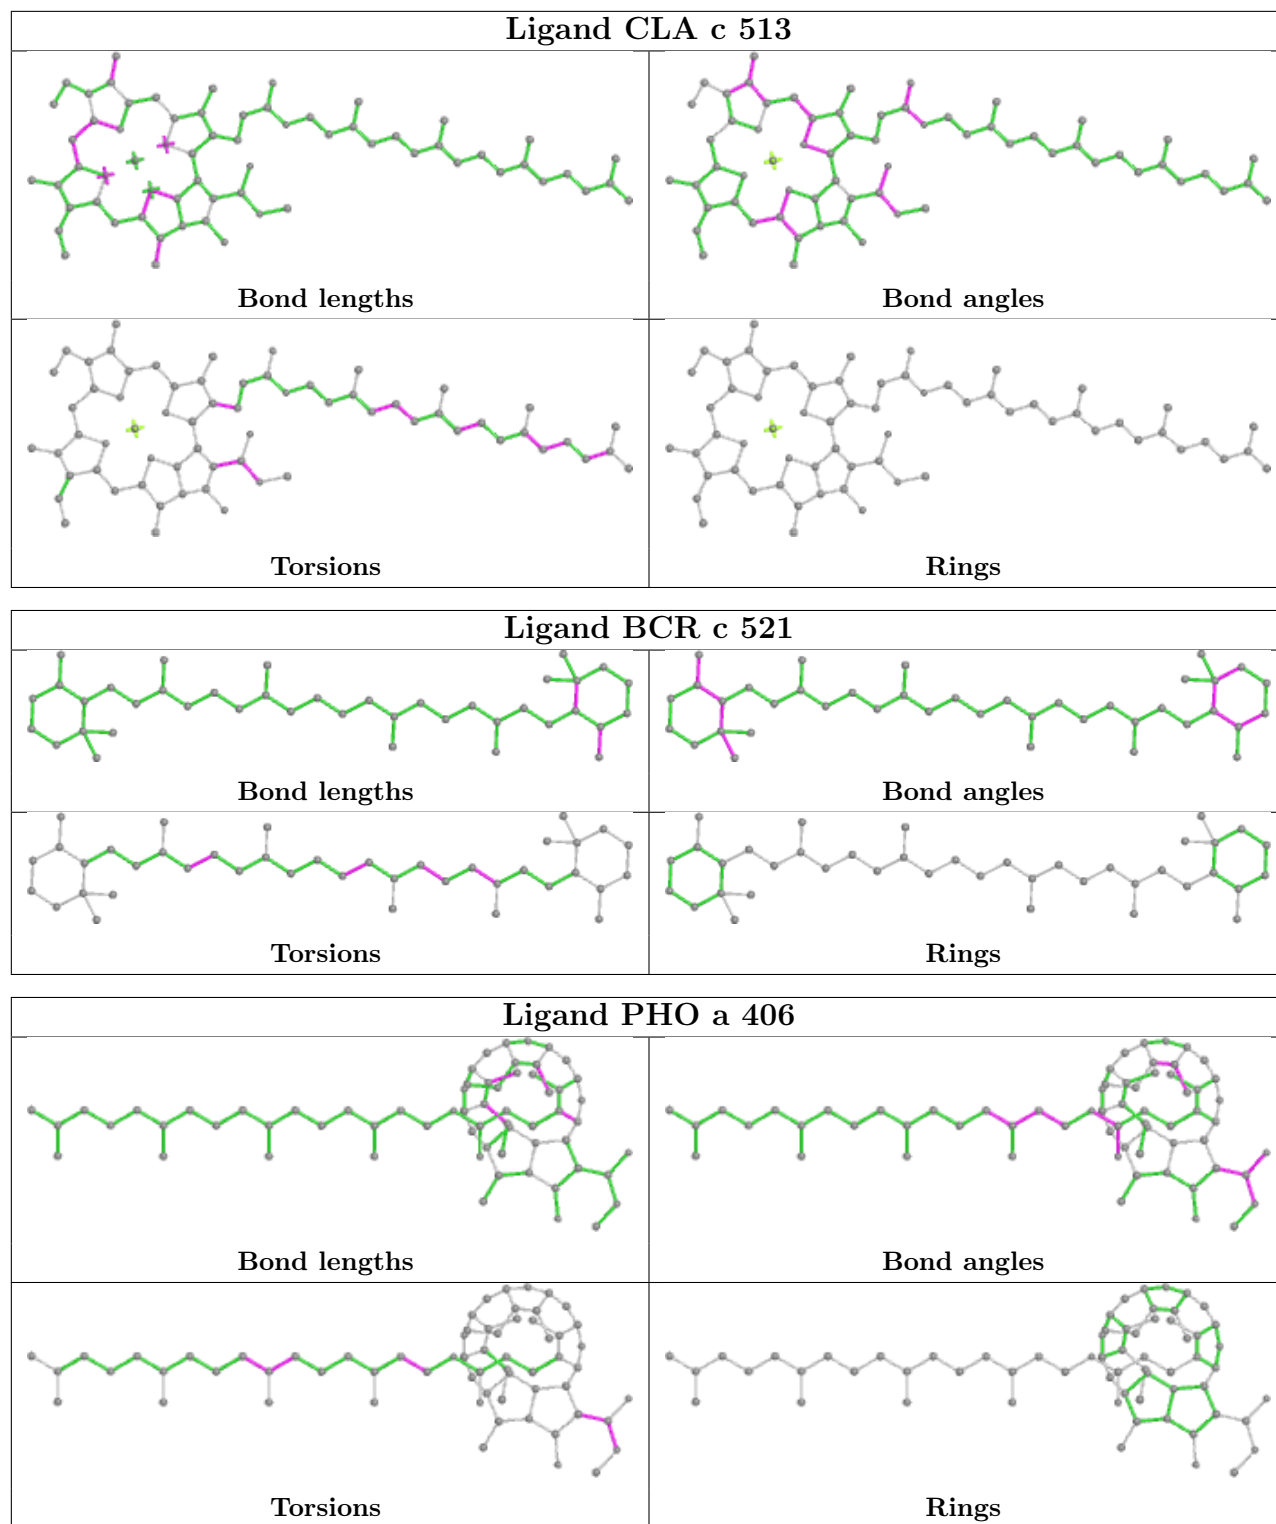 Ligand CLA c 513
Bond lengths
Bond angles
Torsions
Rings
Ligand BCR c 521
Bond lengths
Bond angles
Torsions
Rings
Ligand PHO a 406
Bond lengths
Bond angles
Torsions
Rings